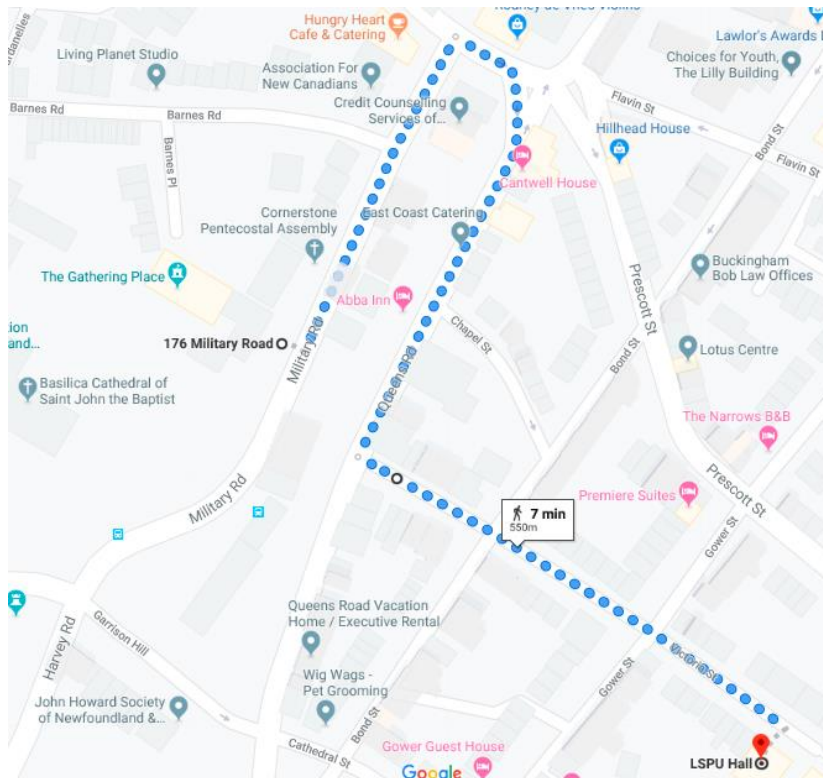 Rodney de Vries Violins
Hungry Heart
Cafe & Catering
Lawlor's Awards
Living Planet Studio
Association For
New Canadians
Choices for Youth,
The Lilly Building
Barnes Rd
Barnes Rd
Credit Counselling
Services of...
Flavin St
Bond St
Flavin St
Hillhead House
Barnes Pl
Cantwell House
Cornerstone
Pentecostal Assembly
East Coast Catering
The Gathering Place
Prescott St
Buckingham
Bob Law Offices
Abba Inn
Chapel St
176 Military Road
Military Rd
Queens Rd
Bond St
Lotus Centre
Basilica Cathedral of
Saint John the Baptist
The Narrows B&B
Military Rd
7 min
550m
Premiere Suites
Prescott St
Gower St
Garrison Hill
Harvey Rd
Queens Road Vacation
Home / Executive Rental
Victoria St
Wig Wags -
Pet Grooming
Gower St
John Howard Society
of Newfoundland &...
Bond St
Cathedral St
Gower Guest House
LSPU Hall
Google